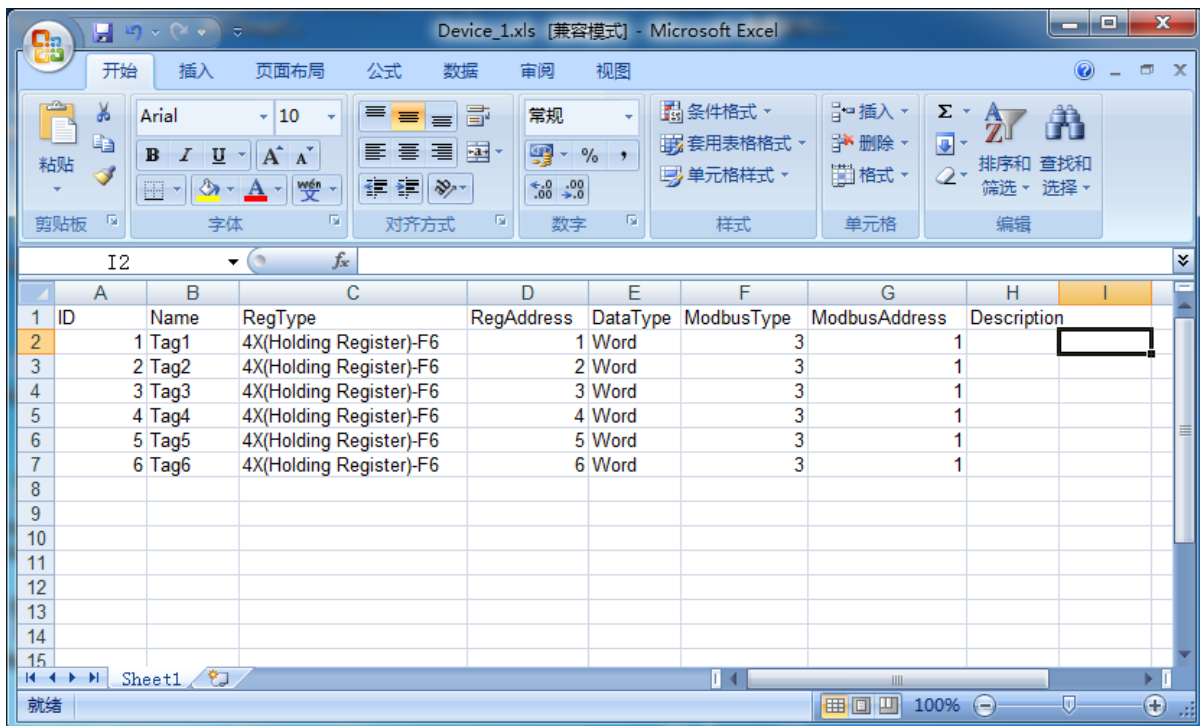 Device_1.xls [兼容模式] - Microsoft Excel
开始 插入 页面布局 公式 数据 审阅 视图
粘贴
剪贴板
Arial 10
B I U A A
A wén 文
字体
对齐方式
常规
% ,
.00 .0
数字
条件格式
套用表格格式
单元格样式
样式
插入
删除
格式
单元格
Σ
排序和筛选
查找和选择
编辑
I2 fx
A B C D E F G H I
1 ID Name RegType RegAddress DataType ModbusType ModbusAddress Description
2 1 Tag1 4X(Holding Register)-F6 1 Word 3 1
3 2 Tag2 4X(Holding Register)-F6 2 Word 3 1
4 3 Tag3 4X(Holding Register)-F6 3 Word 3 1
5 4 Tag4 4X(Holding Register)-F6 4 Word 3 1
6 5 Tag5 4X(Holding Register)-F6 5 Word 3 1
7 6 Tag6 4X(Holding Register)-F6 6 Word 3 1
8
9
10
11
12
13
14
15
Sheet1
就绪 100%